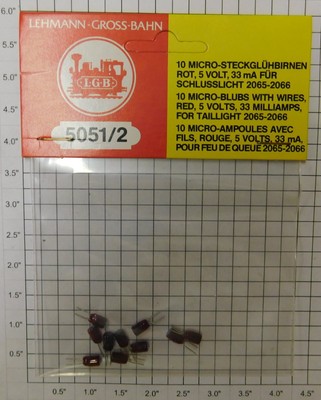 LEHMANN-GROSS-BAHN
LGB
5051/2
10 MICRO-STECKGLÜHBIRNEN
ROT, 5 VOLT, 33 mA FÜR
SCHLUSSLICHT 2065-2066
10 MICRO-BLUBS WITH WIRES,
RED, 5 VOLTS, 33 MILLIAMPS,
FOR TAILLIGHT 2065-2066
10 MICRO-AMPOULES AVEC
FILS, ROUGE, 5 VOLTS, 33 mA,
POUR FEU DE QUEUE 2065-2066
6.0"
5.5"
5.0"
4.5"
4.0"
3.5"
3.0"
2.5"
2.0"
1.5"
1.0"
0.5"
0.5"
1.0"
1.5"
2.0"
2.5"
3.0"
3.5"
4.0"
4.5"